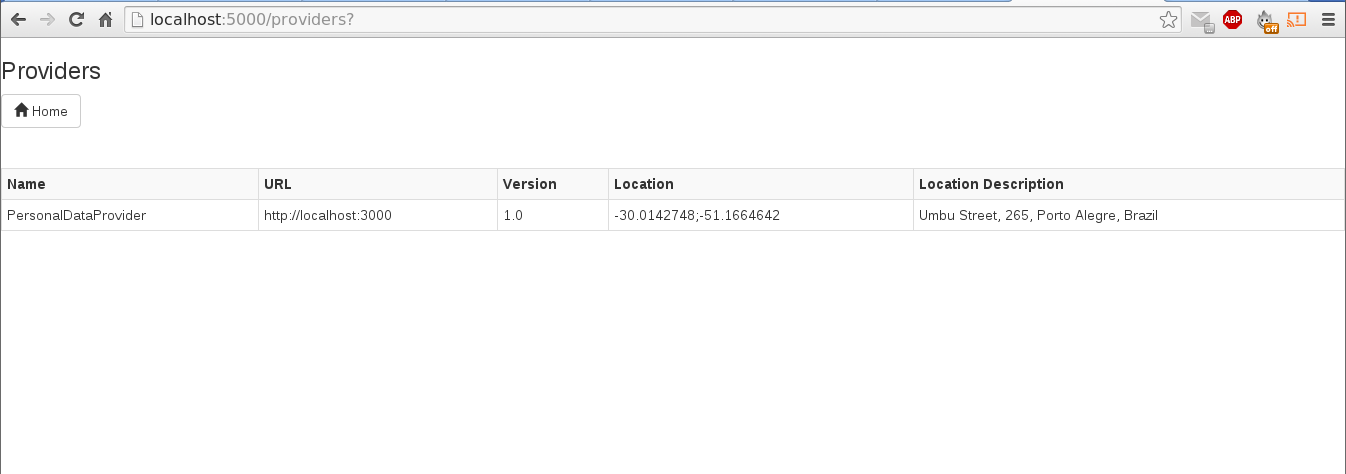 localhost:5000/providers?
ABP
off
Providers
Home
Name URL Version Location Location Description
PersonalDataProvider http://localhost:3000 1.0 -30.0142748;-51.1664642 Umbu Street, 265, Porto Alegre, Brazil